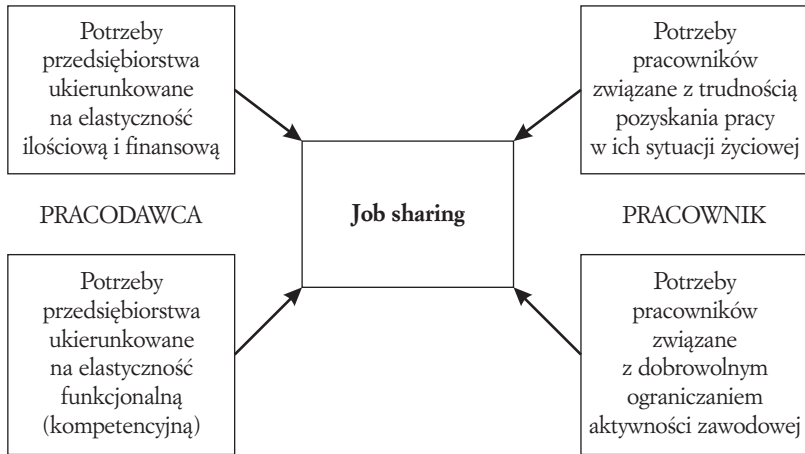 Potrzeby
przedsiębiorstwa
ukierunkowane
na elastyczność
ilościową i finansową
Potrzeby
pracowników
związane z trudnością
pozyskania pracy
w ich sytuacji życiowej
PRACODAWCA
Job sharing
PRACOWNIK
Potrzeby
przedsiębiorstwa
ukierunkowane
na elastyczność
funkcjonalną
(kompetencyjną)
Potrzeby
pracowników
związane
z dobrowolnym
ograniczaniem
aktywności zawodowej